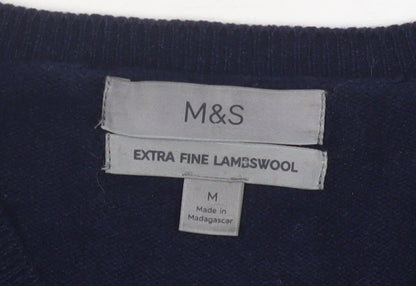 M&S
EXTRA FINE LAMBSWOOL
M
Made in
Madagascar